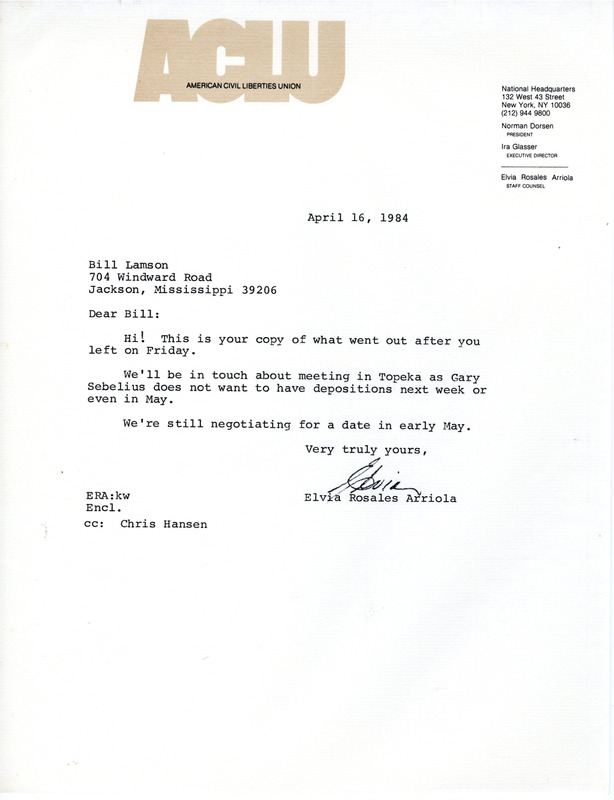 ACLU
AMERICAN CIVIL LIBERTIES UNION
National Headquarters
132 West 43 Street
New York, NY 10036
(212) 944 9800
Norman Dorsen
PRESIDENT
Ira Glasser
EXECUTIVE DIRECTOR
Elvia Rosales Arriola
STAFF COUNSEL
April 16, 1984
Bill Lamson
704 Windward Road
Jackson, Mississippi 39206
Dear Bill:
Hi! This is your copy of what went out after you
left on Friday.
We'll be in touch about meeting in Topeka as Gary
Sebelius does not want to have depositions next week or
even in May.
We're still negotiating for a date in early May.
Very truly yours,
Elvia
Elvia Rosales Arriola
ERA:kw
Encl.
cc: Chris Hansen